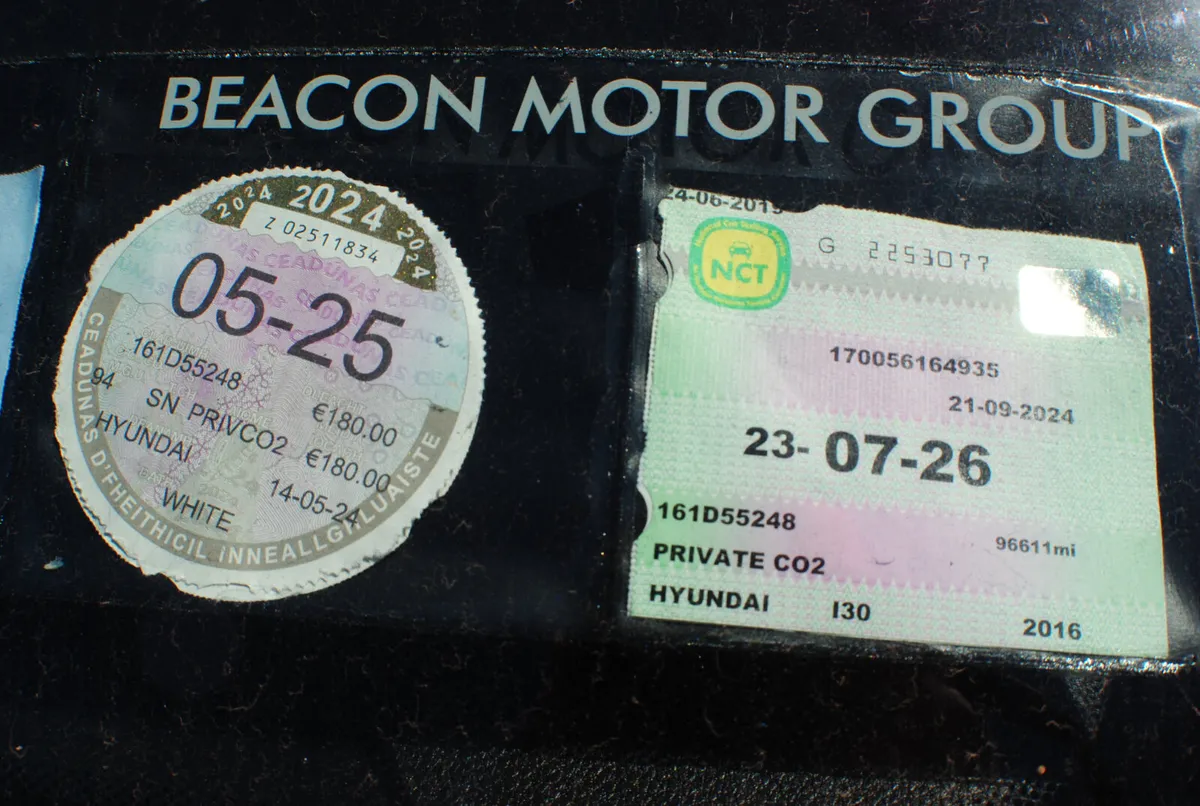 BEACON MOTOR GROUP
2024 2024 2024
Z 02511834
05-25
161D55248
94 SN PRIVCO2 €180.00
HYUNDAI €180.00
WHITE 14-05-24
CEADUNAS D'FHEITHICIL INNEALLGHLUAISTE
24-06-2019
NCT
G 2253077
170056164935
21-09-2024
23-07-26
161D55248
96611mi
PRIVATE CO2
HYUNDAI I30 2016